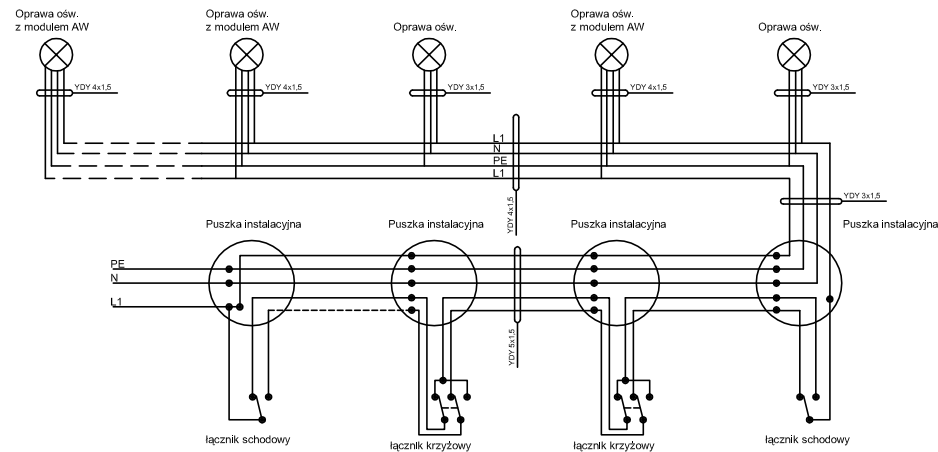 Oprawa ośw.
z modulem AW
Oprawa ośw.
z modulem AW
Oprawa ośw.
Oprawa ośw.
z modulem AW
Oprawa ośw.
YDY 4x1,5
YDY 4x1,5
YDY 3x1,5
YDY 4x1,5
YDY 3x1,5
L1
N
PE
L1
YDY 4x1,5
YDY 3x1,5
Puszka instalacyjna
Puszka instalacyjna
Puszka instalacyjna
Puszka instalacyjna
PE
N
L1
YDY 5x1,5
łącznik schodowy
łącznik krzyżowy
łącznik krzyżowy
łącznik schodowy